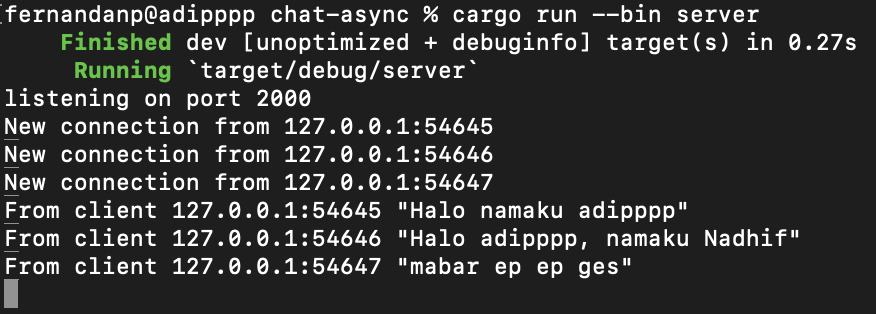 fernandanp@adipppp chat-async % cargo run --bin server
Finished dev [unoptimized + debuginfo] target(s) in 0.27s
Running `target/debug/server`
listening on port 2000
New connection from 127.0.0.1:54645
New connection from 127.0.0.1:54646
New connection from 127.0.0.1:54647
From client 127.0.0.1:54645 "Halo namaku adipppp"
From client 127.0.0.1:54646 "Halo adipppp, namaku Nadhif"
From client 127.0.0.1:54647 "mabar ep ep ges"